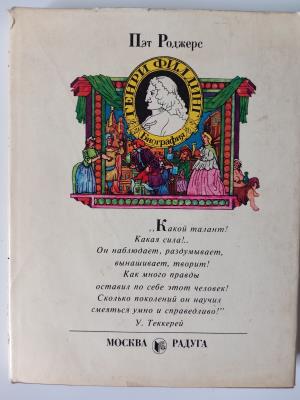 Пэт Роджерс
ГЕНРИ ФИЛДИНГ
Биография
,,Какой талант!
Какая сила!..
Он наблюдает, раздумывает,
вынашивает, творит!
Как много правды
оставил по себе этот человек!
Сколько поколений он научил
смеяться умно и справедливо!"
У. Теккерей
МОСКВА РАДУГА